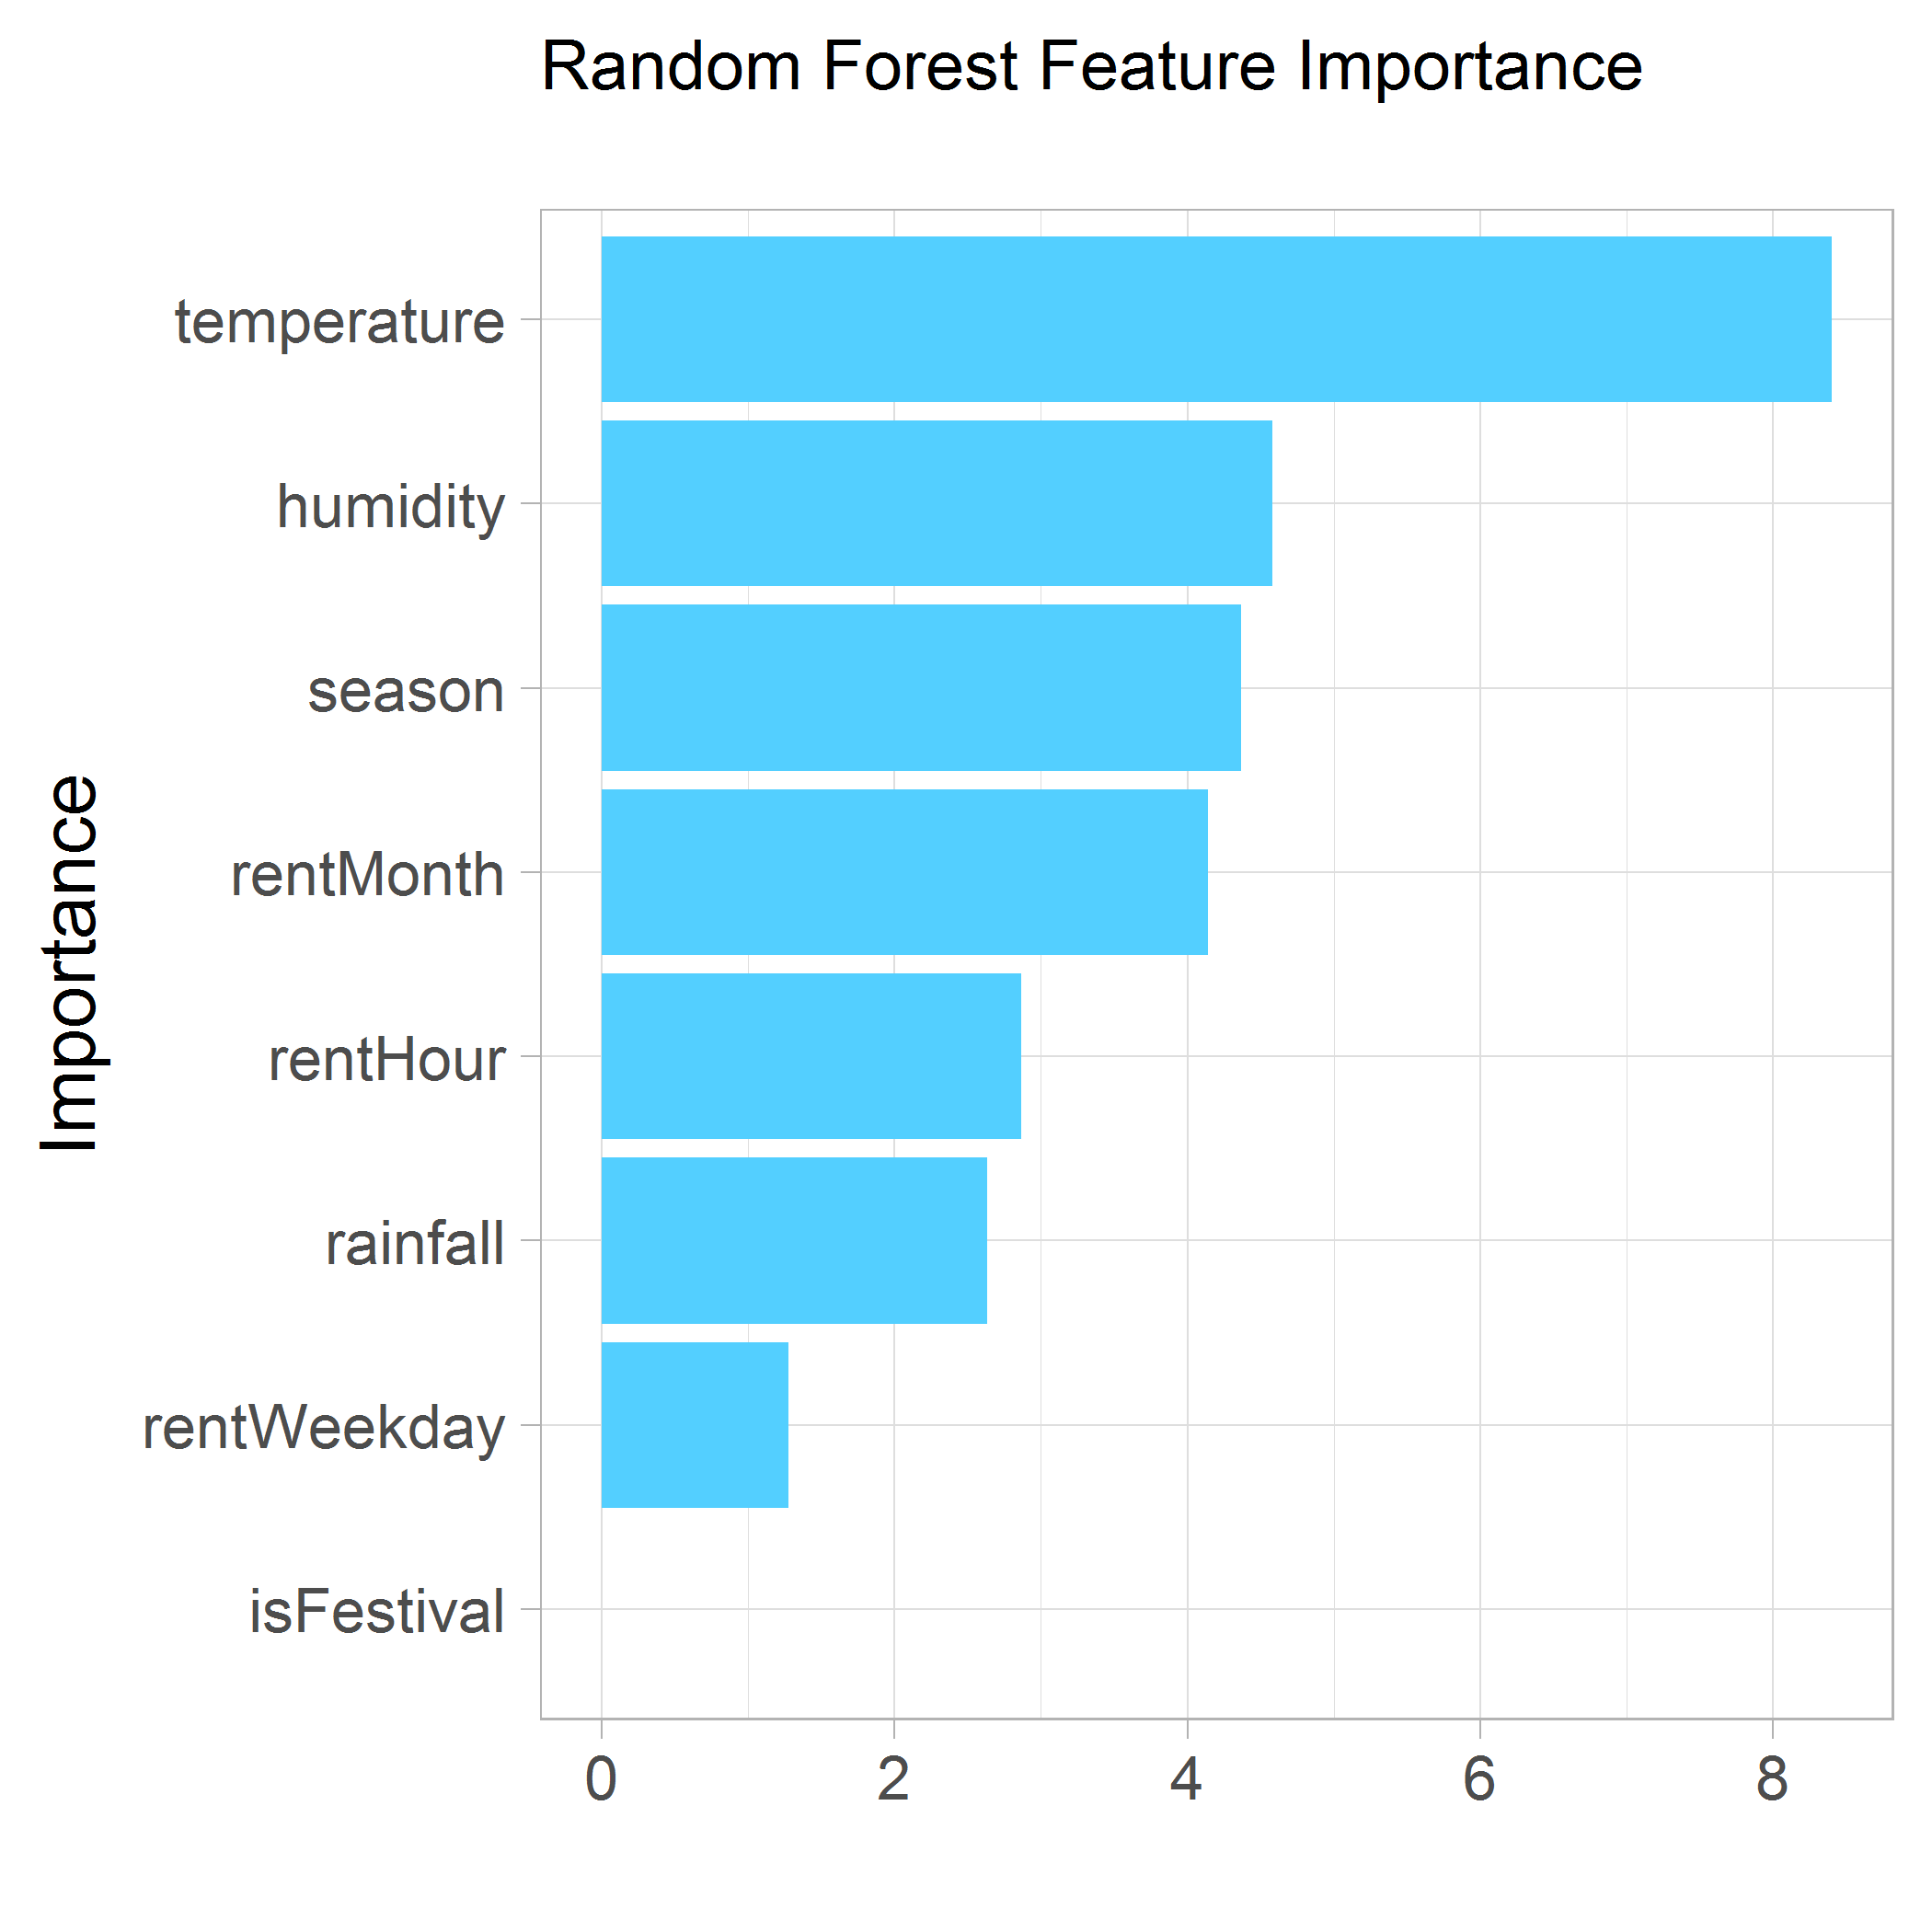 Random Forest Feature Importance
temperature
humidity
season
rentMonth
rentHour
rainfall
rentWeekday
isFestival
Importance
0 2 4 6 8